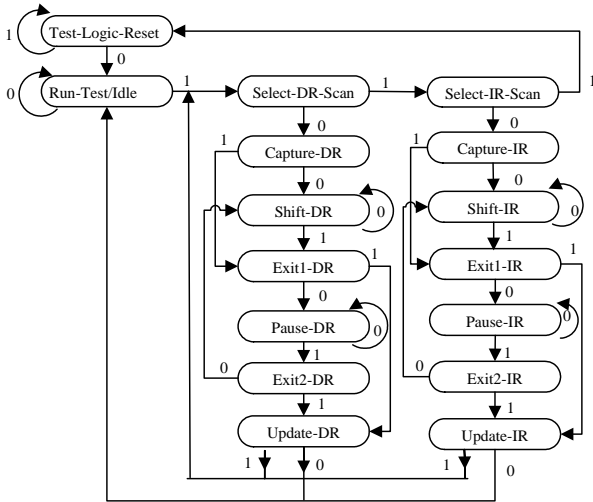 Test-Logic-Reset
1
0
Run-Test/Idle
0
1
Select-DR-Scan
1
Select-IR-Scan
1
0
0
1
Capture-DR
1
Capture-IR
0
0
Shift-DR
0
Shift-IR
0
1
1
Exit1-DR
1
Exit1-IR
1
0
0
Pause-DR
0
Pause-IR
0
1
1
0
Exit2-DR
0
Exit2-IR
1
1
Update-DR
Update-IR
1
0
1
0